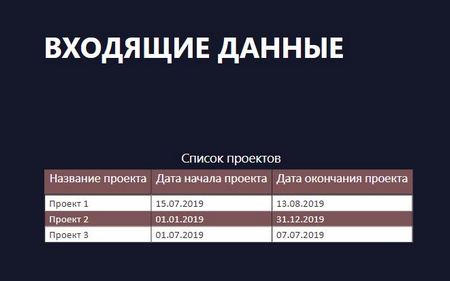 ВХОДЯЩИЕ ДАННЫЕ
Список проектов
Название проекта Дата начала проекта Дата окончания проекта
Проект 1 15.07.2019 13.08.2019
Проект 2 01.01.2019 31.12.2019
Проект 3 01.07.2019 07.07.2019